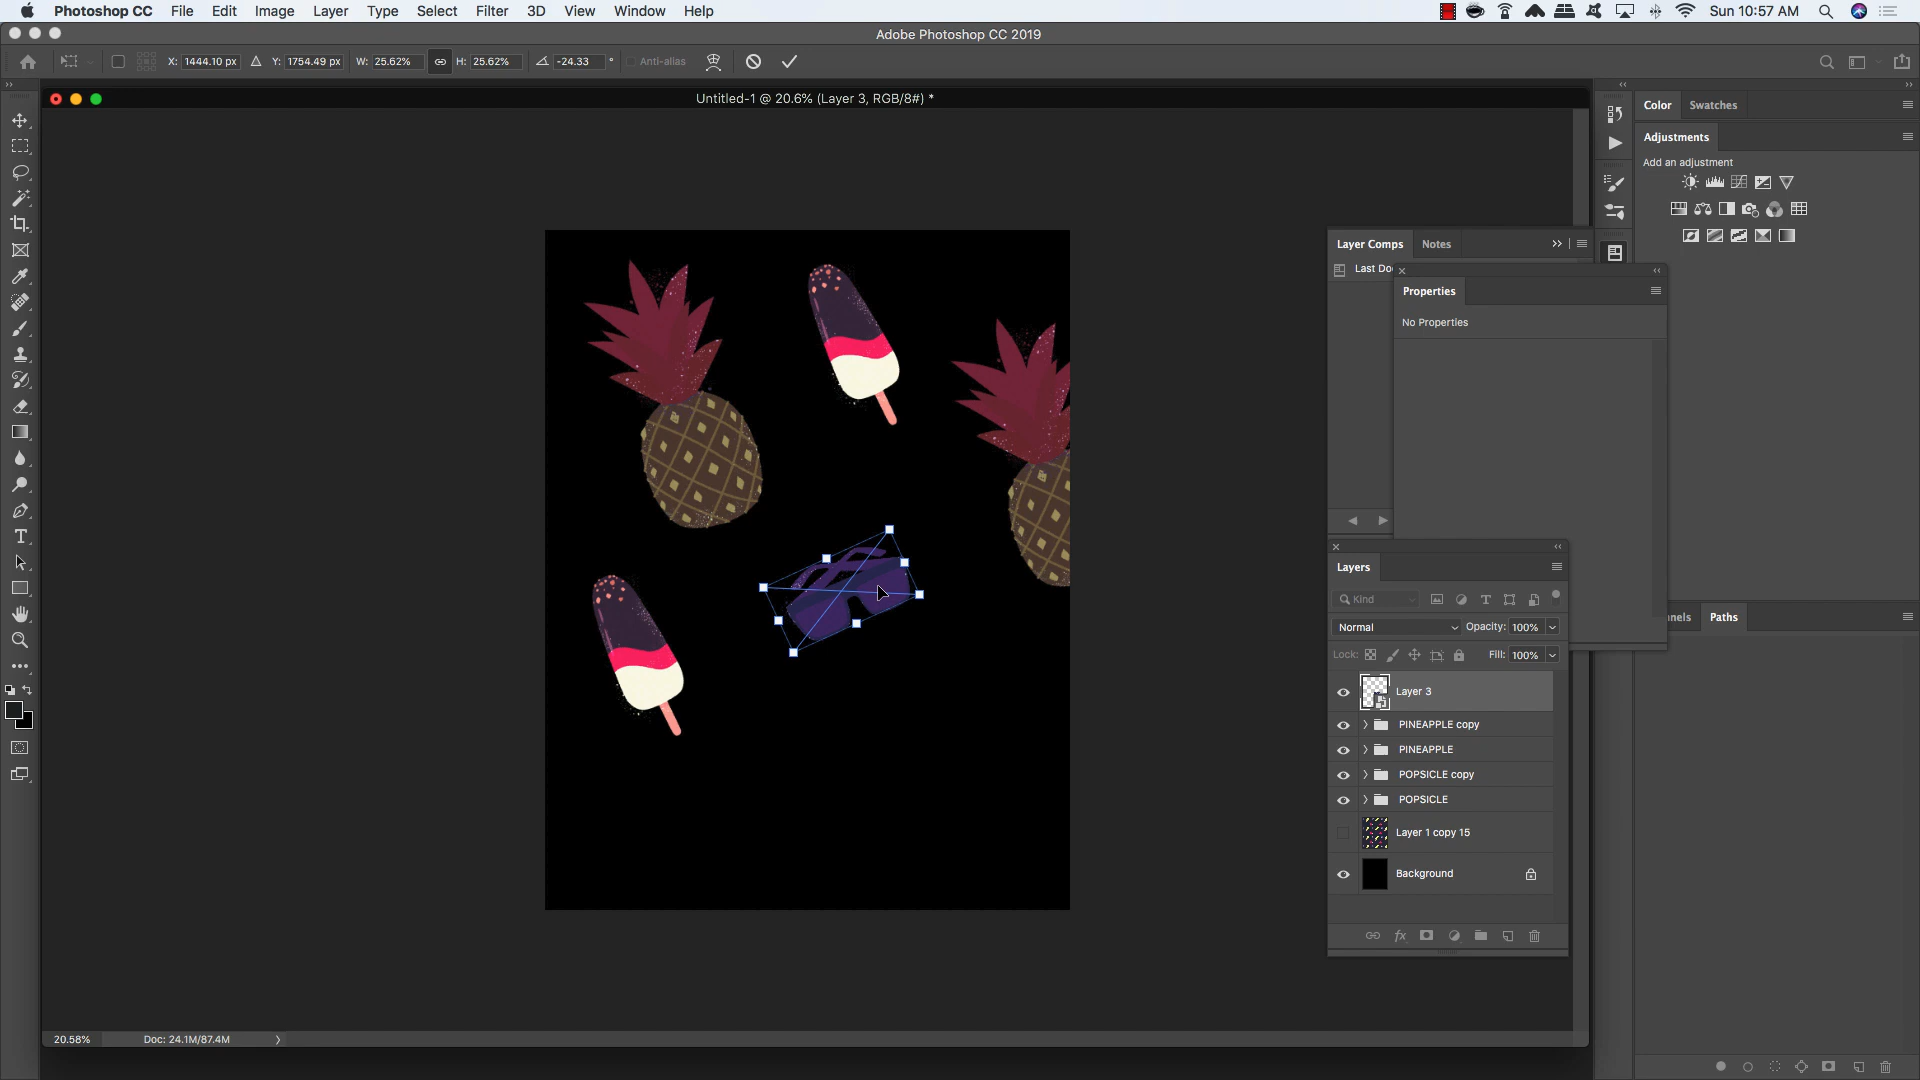 Photoshop CC File Edit Image Layer Type Select Filter 3D View Window Help Sun 10:57 AM
Adobe Photoshop CC 2019
X: 1444.10 px Y: 1754.49 px W: 25.62% H: 25.62% -24.33 ° Anti-alias
Untitled-1 @ 20.6% (Layer 3, RGB/8#) *
Color Swatches
Adjustments
Add an adjustment
Layer Comps Notes
Last Do
Properties
No Properties
Layers
Kind
Normal Opacity: 100%
Lock: Fill: 100%
Layer 3
PINEAPPLE copy
PINEAPPLE
POPSICLE copy
POPSICLE
Layer 1 copy 15
Background
nels Paths
20.58% Doc: 24.1M/87.4M